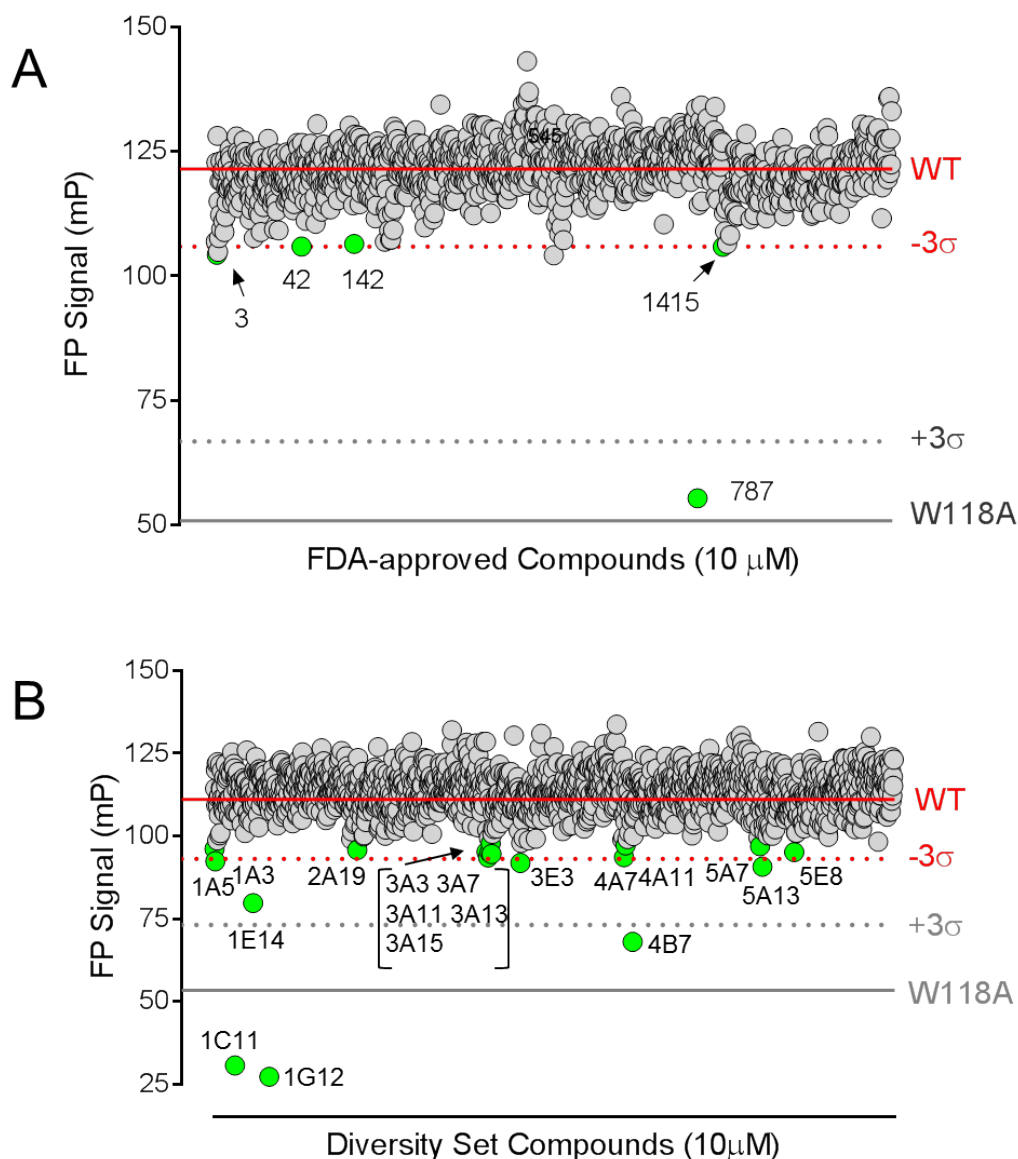 A
150
125
100
75
50
FP Signal (mP)
545
WT
-3σ
3
42
142
1415
+3σ
787
W118A
FDA-approved Compounds (10 μM)
B
150
125
100
75
50
25
FP Signal (mP)
WT
-3σ
1A5
1A3
2A19
3A3 3A7
3A11 3A13
3A15
3E3
4A7
4A11
5A7
5A13
5E8
1E14
+3σ
4B7
W118A
1C11
1G12
Diversity Set Compounds (10μM)